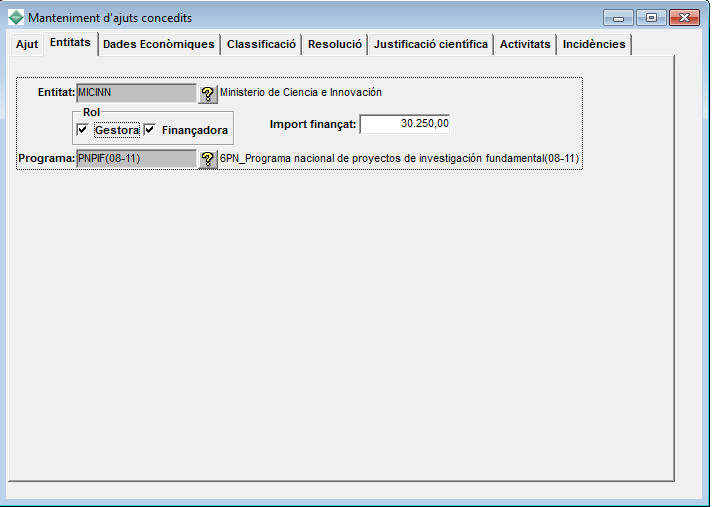 Manteniment d'ajuts concedits
Ajut Entitats Dades Econòmiques Classificació Resolució Justificació científica Activitats Incidències
Entitat: MICINN ? Ministerio de Ciencia e Innovación
Rol
Gestora Finançadora Import finançat: 30.250,00
Programa: PNPIF(08-11) ? 6PN_Programa nacional de proyectos de investigación fundamental(08-11)